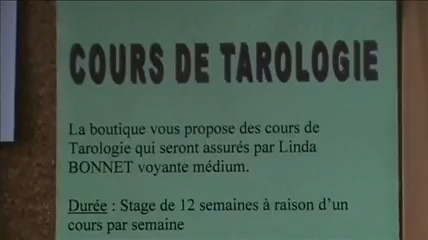 COURS DE TAROLOGIE
La boutique vous propose des cours de
Tarologie qui seront assurés par Linda
BONNET voyante médium.
Durée : Stage de 12 semaines à raison d'un
cours par semaine